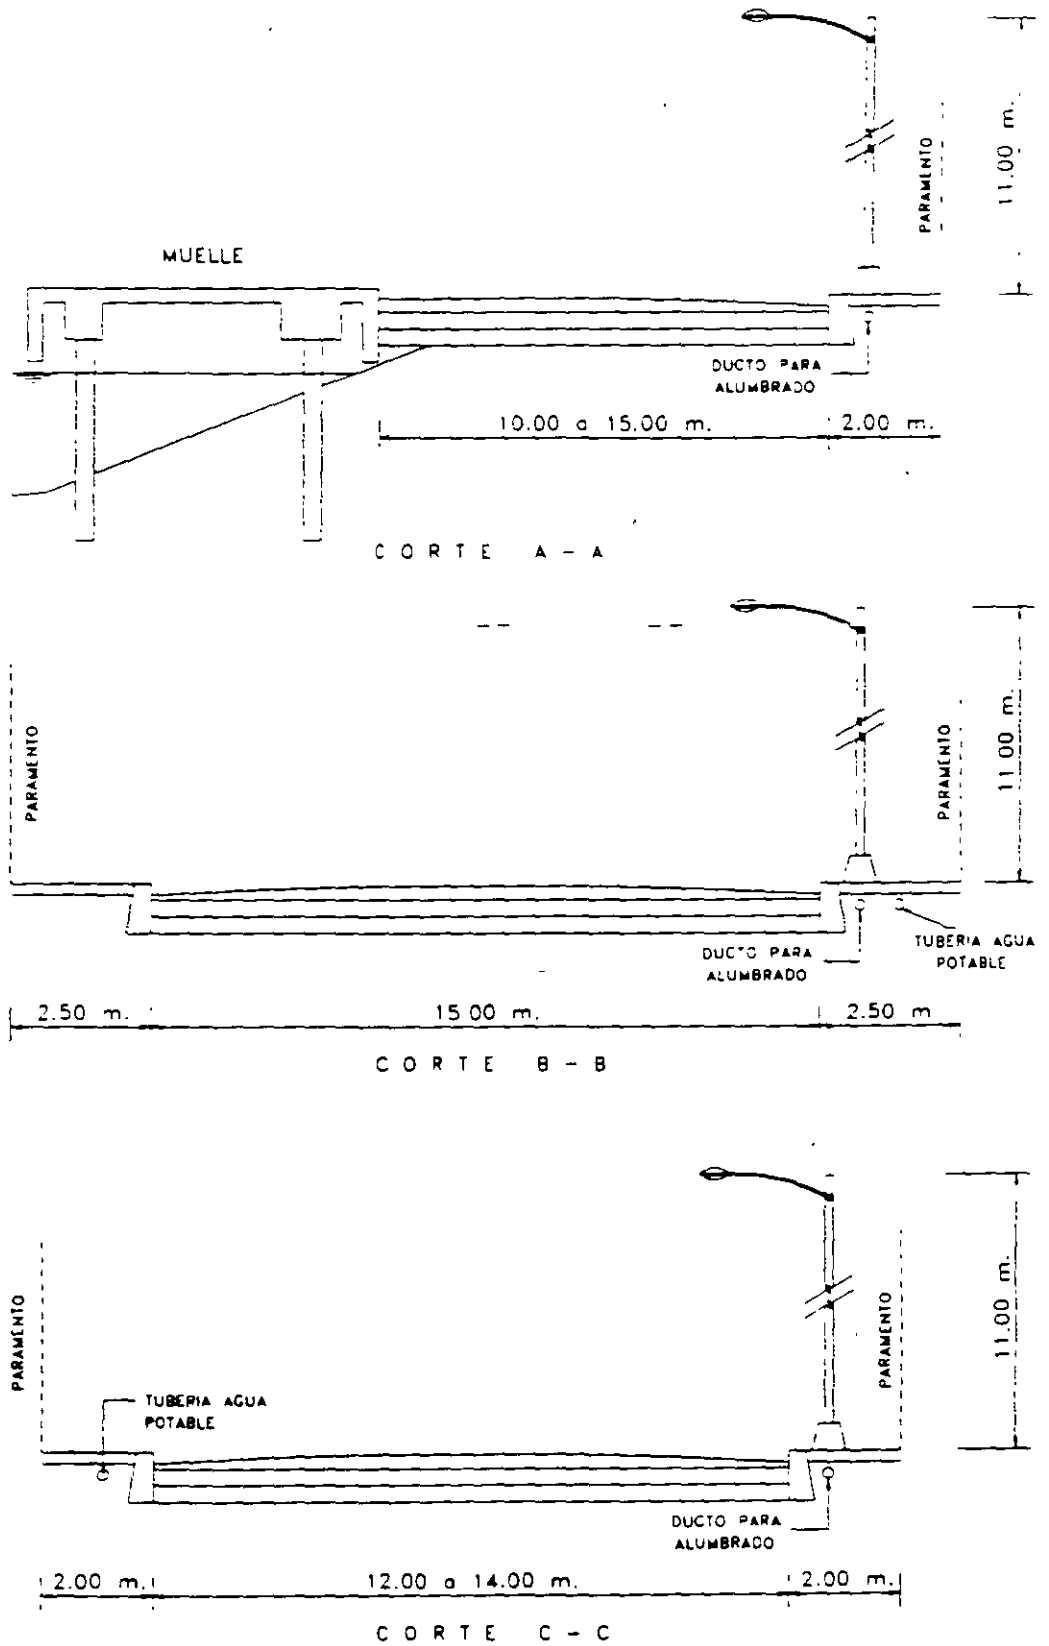 11.00 m.
PARAMENTO
MUELLE
DUCTO PARA
ALUMBRADO
10.00 a 15.00 m.
2.00 m.
CORTE A - A
PARAMENTO
PARAMENTO
11.00 m.
DUCTO PARA
ALUMBRADO
TUBERIA AGUA
POTABLE
2.50 m.
15.00 m.
2.50 m
CORTE B - B
PARAMENTO
PARAMENTO
11.00 m.
TUBERIA AGUA
POTABLE
DUCTO PARA
ALUMBRADO
2.00 m.
12.00 a 14.00 m.
2.00 m.
CORTE C - C